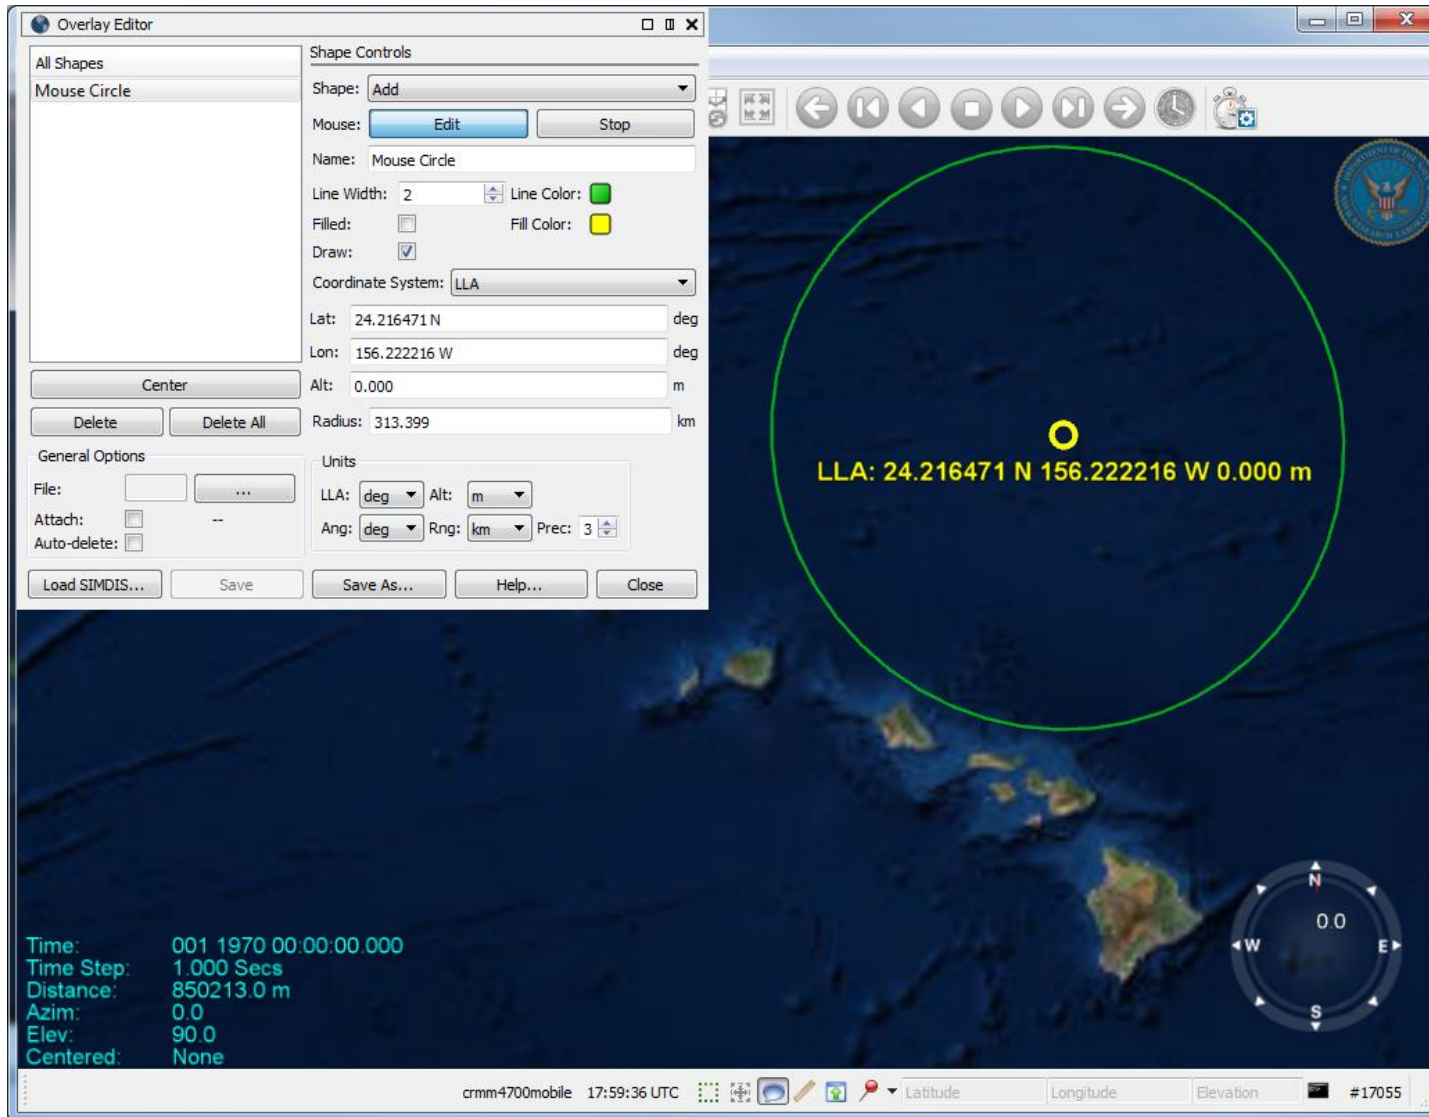 Overlay Editor
All Shapes
Mouse Circle
Shape Controls
Shape: Add
Mouse: Edit Stop
Name: Mouse Circle
Line Width: 2 Line Color:
Filled: Fill Color:
Draw:
Coordinate System: LLA
Lat: 24.216471 N deg
Lon: 156.222216 W deg
Alt: 0.000 m
Radius: 313.399 km
Center
Delete Delete All
General Options
File: ...
Attach: --
Auto-delete:
Units
LLA: deg Alt: m
Ang: deg Rng: km Prec: 3
Load SIMDIS... Save Save As... Help... Close
LLA: 24.216471 N 156.222216 W 0.000 m
Time: 001 1970 00:00:00.000
Time Step: 1.000 Secs
Distance: 850213.0 m
Azim: 0.0
Elev: 90.0
Centered: None
N
0.0
W E
S
crmm4700mobile 17:59:36 UTC Latitude Longitude Elevation #17055